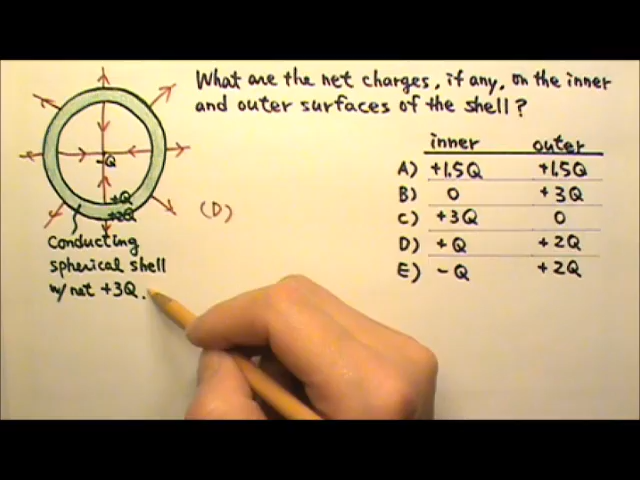 What are the net charges, if any, on the inner
and outer surfaces of the shell?
-Q
+Q
+2Q
Conducting
spherical shell
w/ net +3Q.
(D)
inner outer
A) +1.5Q +1.5Q
B) 0 +3Q
C) +3Q 0
D) +Q +2Q
E) -Q +2Q